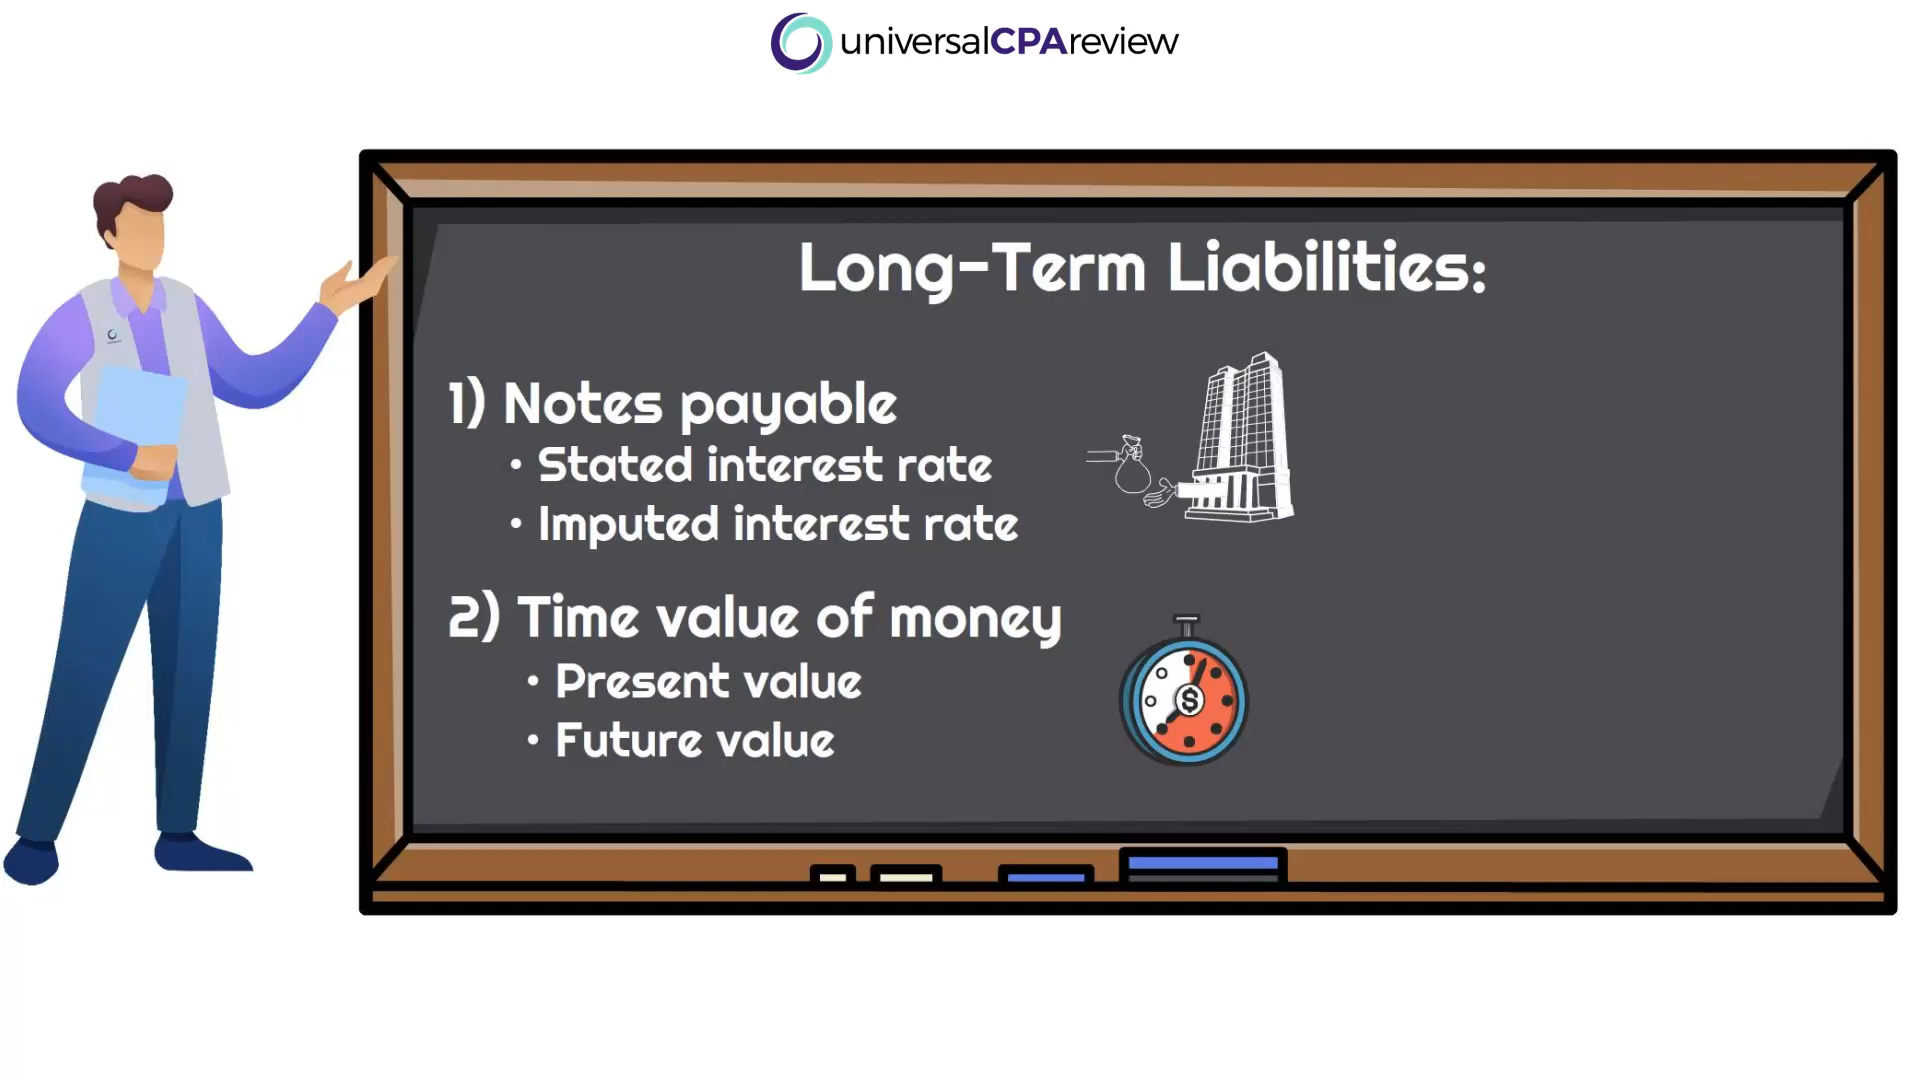 universalCPAreview
Long-Term Liabilities:
1) Notes payable
• Stated interest rate
• Imputed interest rate
2) Time value of money
• Present value
• Future value
$